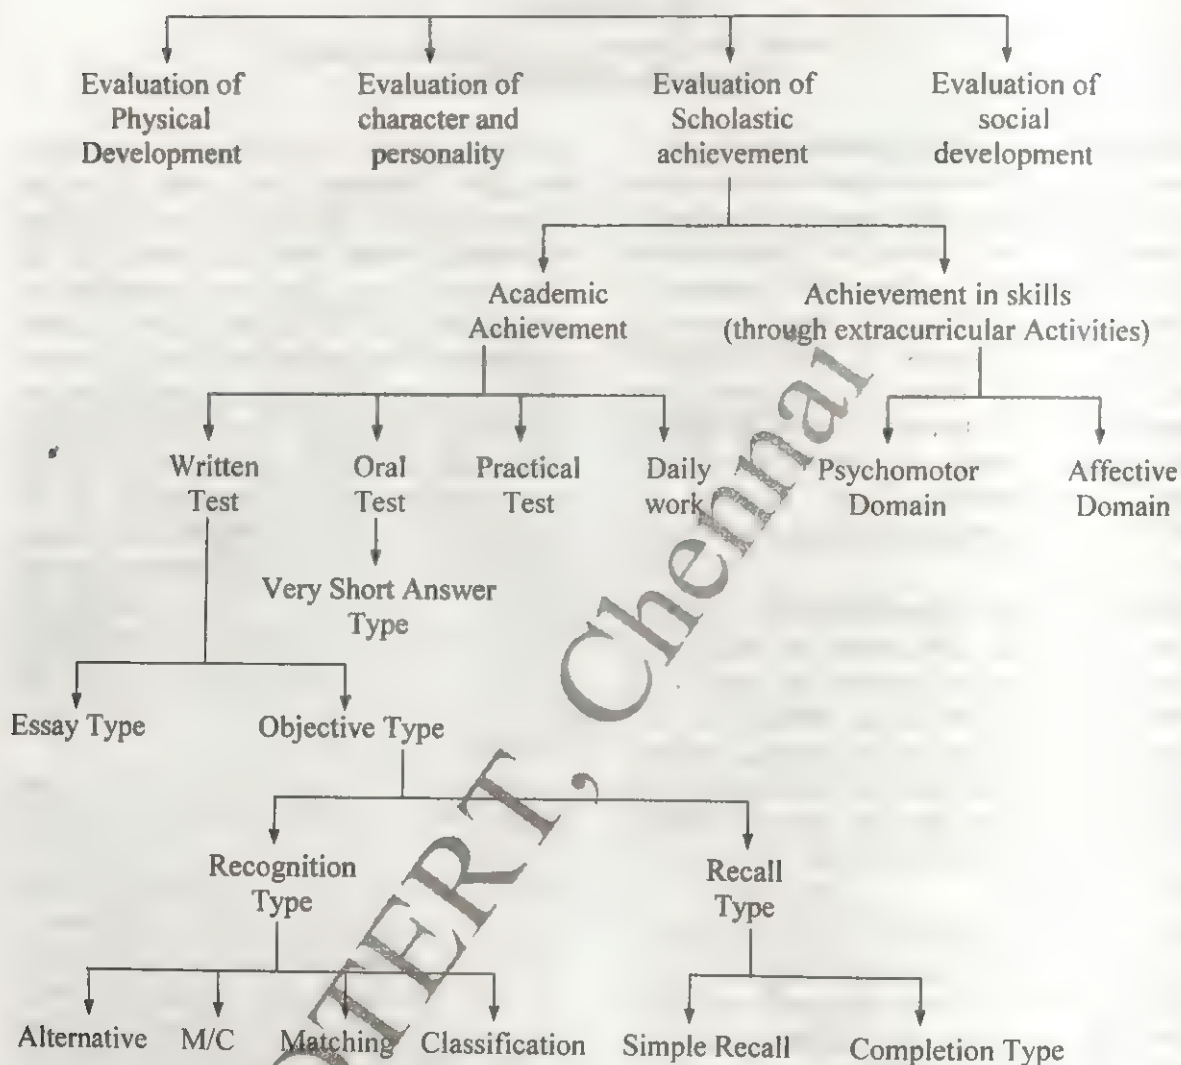 Evaluation of
Physical
Development
Evaluation of
character and
personality
Evaluation of
Scholastic
achievement
Evaluation of
social
development
Academic
Achievement
Achievement in skills
(through extracurricular Activities)
Written
Test
Oral
Test
Practical
Test
Daily
work
Psychomotor
Domain
Affective
Domain
Very Short Answer
Type
Essay Type
Objective Type
Recognition
Type
Recall
Type
Alternative
M/C
Matching
Classification
Simple Recall
Completion Type
TERT, Chennai